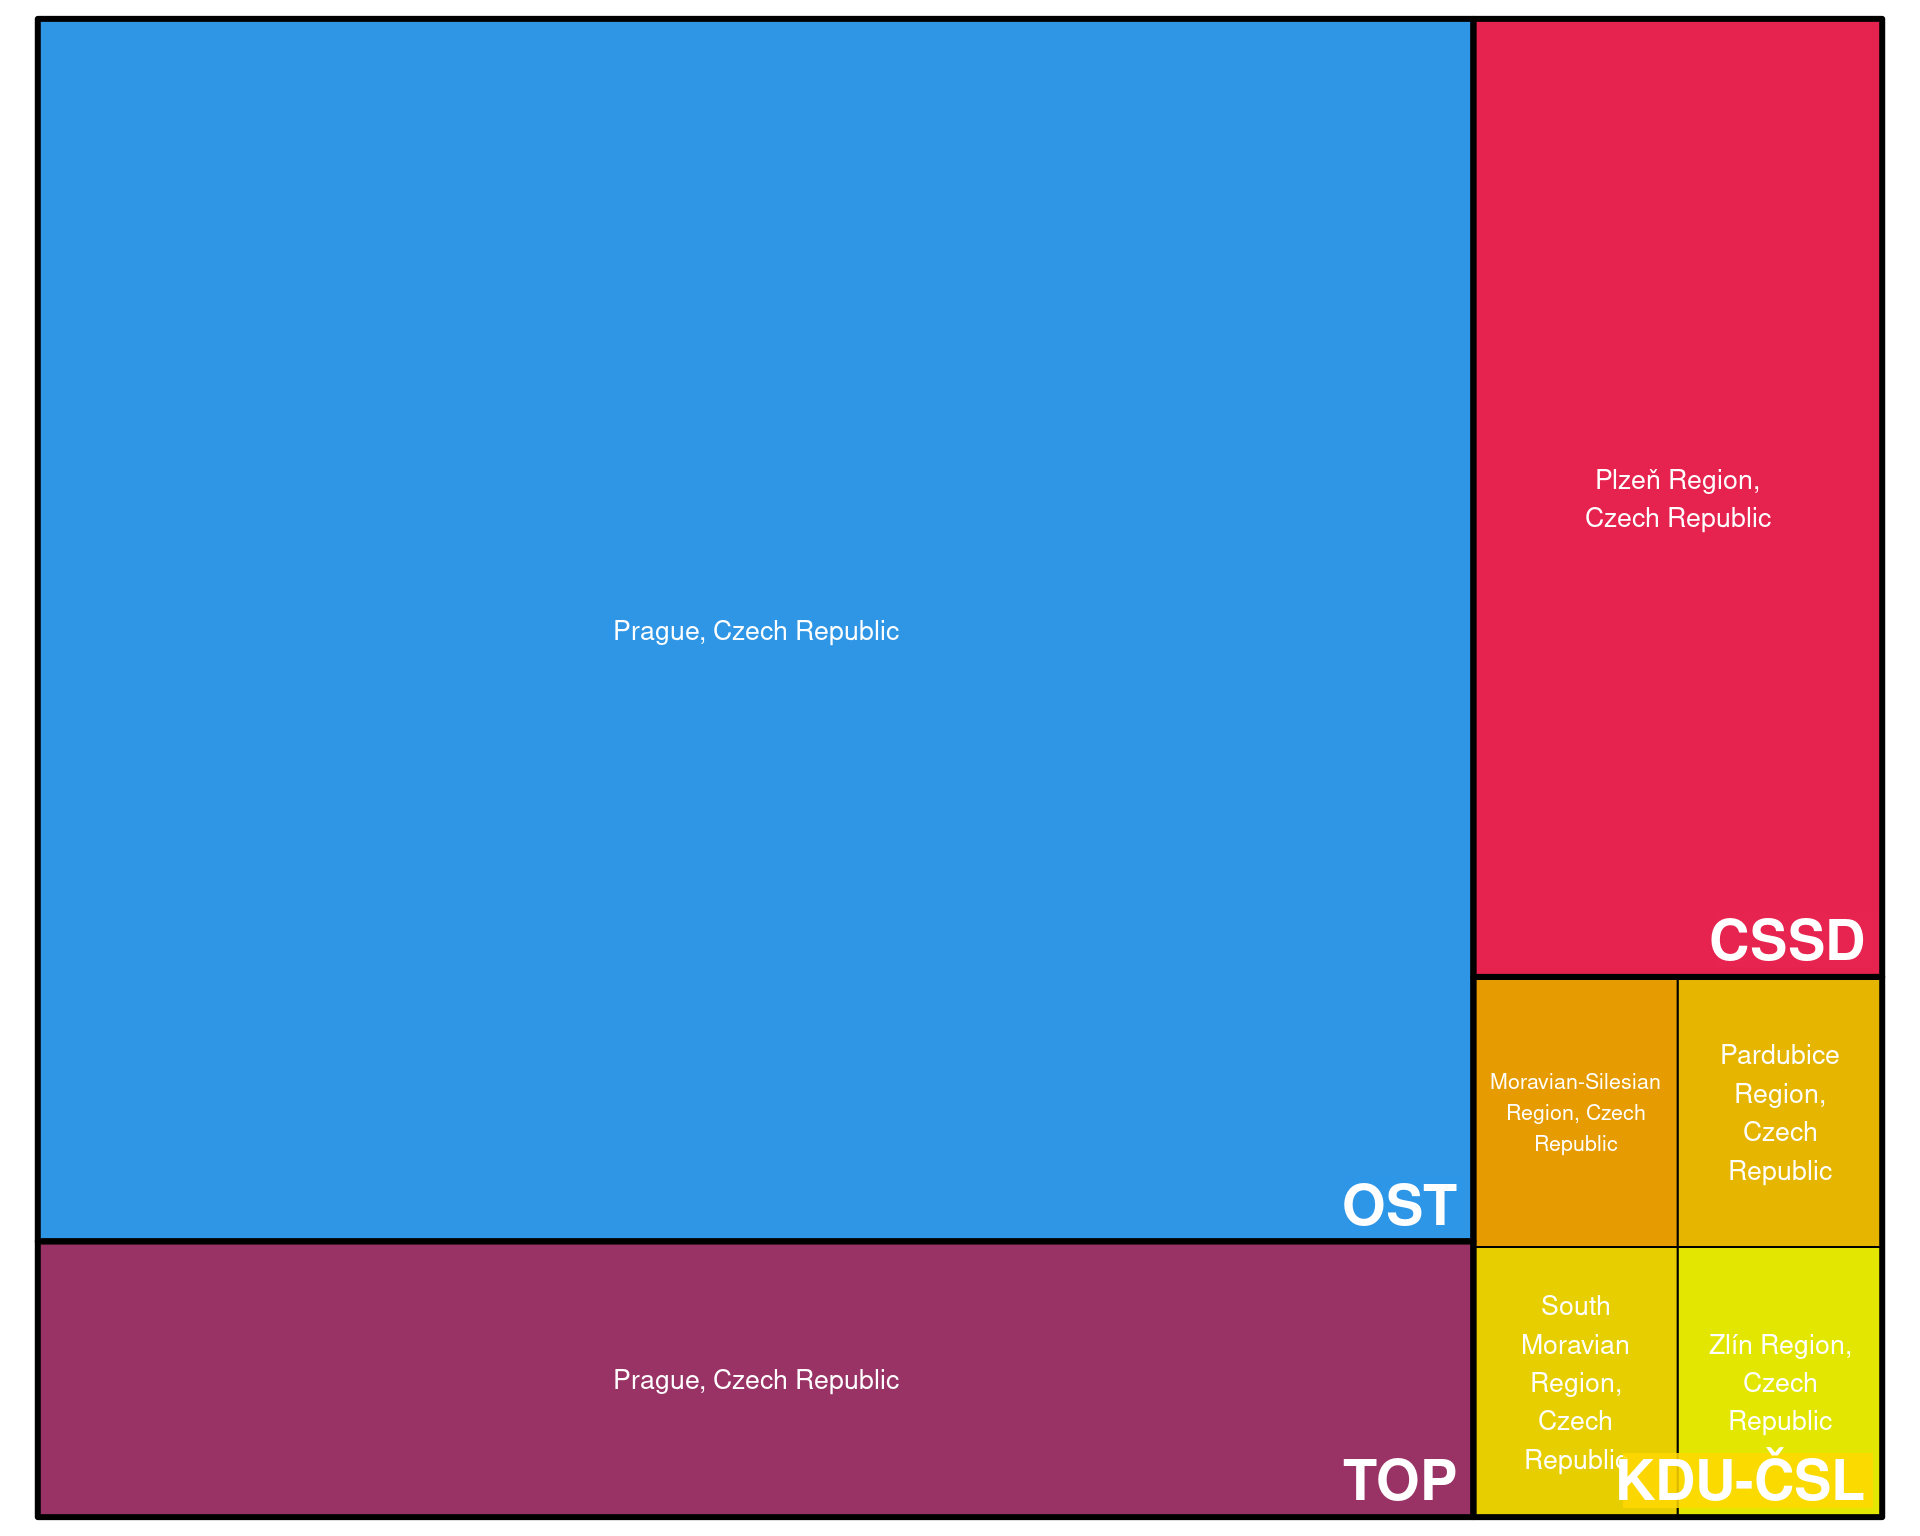 Prague, Czech Republic
OST
Prague, Czech Republic
TOP
Plzeň Region,
Czech Republic
CSSD
Moravian-Silesian
Region, Czech
Republic
Pardubice
Region,
Czech
Republic
South
Moravian
Region,
Czech
Republic
Zlín Region,
Czech
Republic
KDU-ČSL